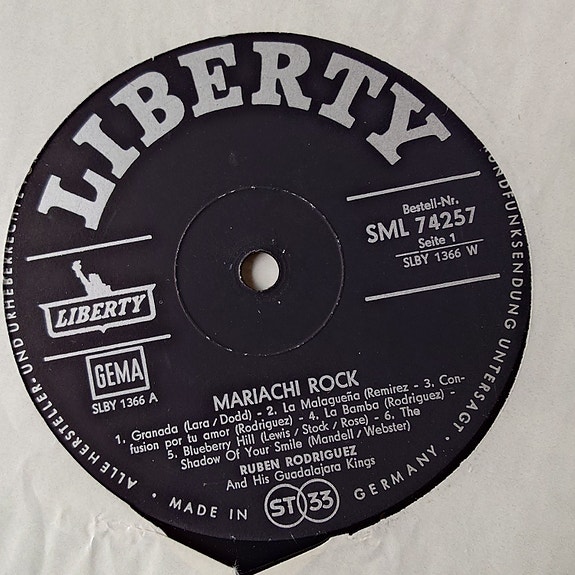 LIBERTY
Bestell-Nr.
SML 74257
Seite 1
SLBY 1366 W
LIBERTY
GEMA
SLBY 1366 A
MARIACHI ROCK
1. Granada (Lara/Dodd) - 2. La Malagueña (Remirez - 3. Con-
fusion por tu amor (Rodriguez) - 4. La Bamba (Rodriguez) -
5. Blueberry Hill (Lewis/Stock/Rose) - 6. The
Shadow Of Your Smile (Mandell/Webster)
RUBEN RODRIGUEZ
And His Guadalajara Kings
ST 33
MADE IN GERMANY
ALLE HERSTELLER- UND URHEBERRECHTE
RUNDFUNKSENDUNG UNTERSAGT